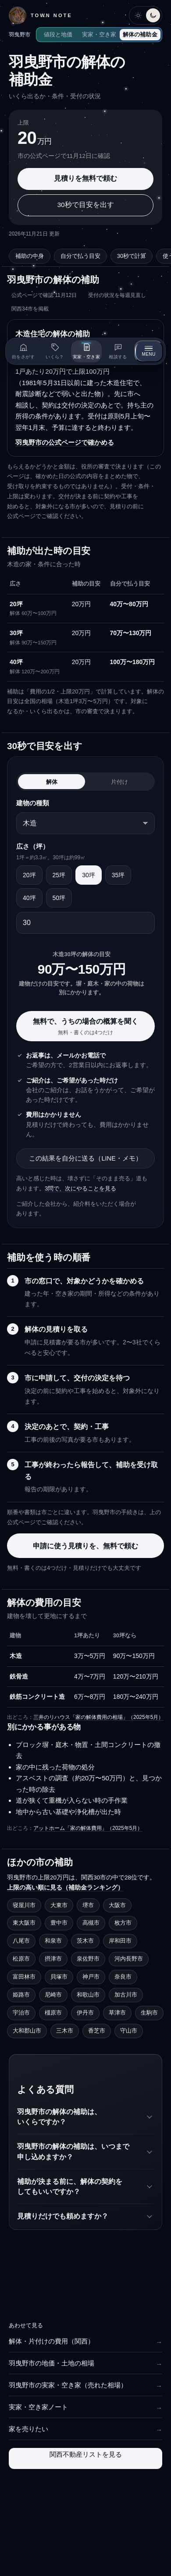 TOWN NOTE
羽曳野市 値段と地価 実家・空き家 解体の補助金
羽曳野市の解体の
補助金
いくら出るか・条件・受付の状況
上限
20万円
市の公式ページで11月12日に確認
見積りを無料で頼む
30秒で目安を出す
2026年11月21日 更新
補助の中身 自分で払う目安 30秒で計算
羽曳野市の解体の補助
公式ページで確認 11月12日 受付の状況を毎週見直し
関西34市を掲載
木造住宅の解体の補助
いくら？ 実家・空き家 相談する MENU
1戸あたり20万円で上限100万円
（1981年5月31日以前に建った木造住宅で、
耐震診断などで弱いと出た物）。先に市へ
相談し、契約は交付の決定のあとで、持ち主の
所得の条件があります。受付は5月上旬〜
翌年1月末、予算に達すると終わります。
羽曳野市の公式ページで確かめる
もらえるかどうかと金額は、役所の審査で決まります（この
ページは、確かめた日の公式の内容をまとめた物で、
受け取りを約束するものではありません）。受付・条件・
上限は変わります。交付が決まる前に契約や工事を
始めると、対象外になる市が多いので、見積りの前に
公式ページでご確認ください。
補助が出た時の目安
木造の家・条件に合った時
広さ 補助の目安 自分で払う目安
20坪 20万円 40万〜80万円
解体 60万〜100万円
30坪 20万円 70万〜130万円
解体 90万〜150万円
40坪 20万円 100万〜180万円
解体 120万〜200万円
補助は「費用の1/2・上限20万円」で計算しています。解体の
目安は全国の相場（木造1坪3万〜5万円）です。対象に
なるか・いくら出るかは、市の審査で決まります。
30秒で目安を出す
解体 片付け
建物の種類
木造
広さ（坪）
1坪＝約3.3㎡。30坪は約99㎡
20坪 25坪 30坪 35坪
40坪 50坪
30
木造30坪の解体の目安
90万〜150万円
建物だけの目安です。塀・庭木・家の中の荷物は
別にかかります。
無料で、うちの場合の概算を聞く
無料・書くのは4つだけ
お返事は、メールかお電話で
ご希望の方で、2営業日以内にお返事します。
ご紹介は、ご希望があった時だけ
会社のご紹介は、お話をうかがって、ご希望が
あった時だけです。
費用はかかりません
見積りだけで終わっても、費用はかかりませ
ん。
この結果を自分に送る（LINE・メモ）
高いと感じた時は、壊さずに「そのまま売る」道も
あります。3問で、次にやることを見る
ご紹介した会社から、紹介料をいただく場合が
あります。
補助を使う時の順番
1 市の窓口で、対象かどうかを確かめる
建った年・空き家の期間・所得などの条件があり
ます。
2 解体の見積りを取る
申請に見積書が要る市が多いです。2〜3社でくら
べると安心です。
3 市に申請して、交付の決定を待つ
決定の前に契約や工事を始めると、対象外になり
ます。
4 決定のあとで、契約・工事
工事の前後の写真が要る市もあります。
5 工事が終わったら報告して、補助を受け取
る
報告の期限があります。
順番や書類は市ごとに違います。羽曳野市の手続きは、上の
公式ページでご確認ください。
申請に使う見積りを、無料で頼む
無料・書くのは4つだけ・見積りだけでも大丈夫です
解体の費用の目安
建物を壊して更地にするまで
建物 1坪あたり 30坪なら
木造 3万〜5万円 90万〜150万円
鉄骨造 4万〜7万円 120万〜210万円
鉄筋コンクリート造 6万〜8万円 180万〜240万円
出どころ：三井のリハウス「家の解体費用の相場」（2025年5月）
別にかかる事がある物
ブロック塀・庭木・物置・土間コンクリートの撤
去
家の中に残った荷物の処分
アスベストの調査（約20万〜50万円）と、見つかっ
た時の除去
道が狭くて重機が入らない時の手作業
地中から古い基礎や浄化槽が出た時
出どころ：アットホーム「家の解体費用」（2025年5月）
ほかの市の補助
羽曳野市の上限20万円は、関西30市の中で28位です。
上限の高い順に見る（補助金ランキング）
寝屋川市 大東市 堺市 大阪市
東大阪市 豊中市 高槻市 枚方市
八尾市 和泉市 茨木市 岸和田市
松原市 摂津市 泉佐野市 河内長野市
富田林市 貝塚市 神戸市 奈良市
姫路市 尼崎市 和歌山市 加古川市
宇治市 橿原市 伊丹市 草津市 生駒市
大和郡山市 三木市 香芝市 守山市
よくある質問
羽曳野市の解体の補助は、
いくらですか？
羽曳野市の解体の補助は、いつまで
申し込めますか？
補助が決まる前に、解体の契約を
してもいいですか？
見積りだけでも頼めますか？
あわせて見る
解体・片付けの費用（関西） →
羽曳野市の地価・土地の相場 →
羽曳野市の実家・空き家（売れた相場） →
実家・空き家ノート →
家を売りたい →
関西不動産リストを見る